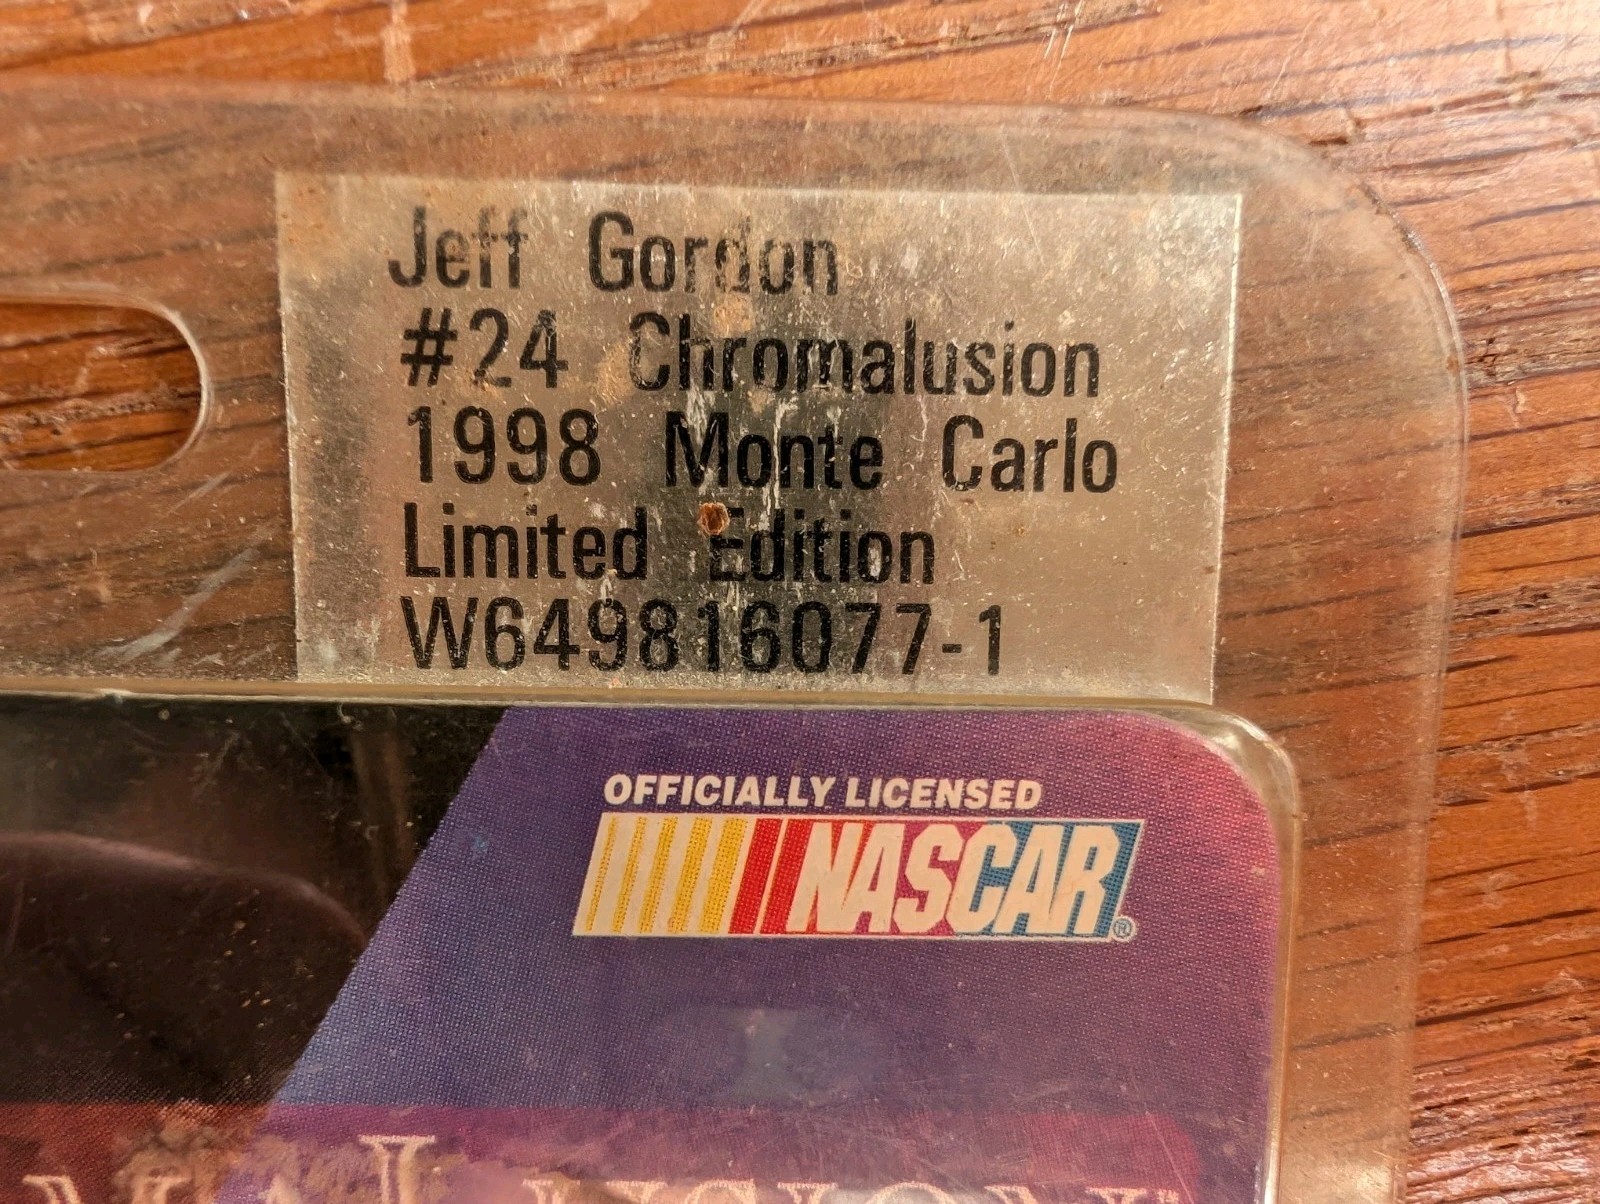 Jeff Gordon
#24 Chromalusion
1998 Monte Carlo
Limited Edition
W649816077-1
OFFICIALLY LICENSED
NASCAR®